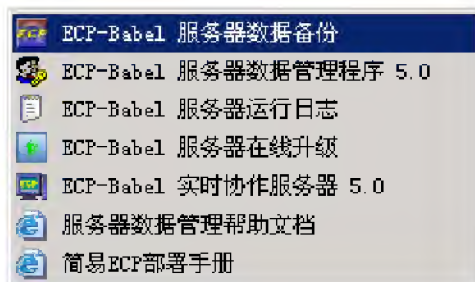 ECP-Babel 服务器数据备份
ECP-Babel 服务器数据管理程序 5.0
ECP-Babel 服务器运行日志
ECP-Babel 服务器在线升级
ECP-Babel 实时协作服务器 5.0
服务器数据管理帮助文档
简易ECP部署手册